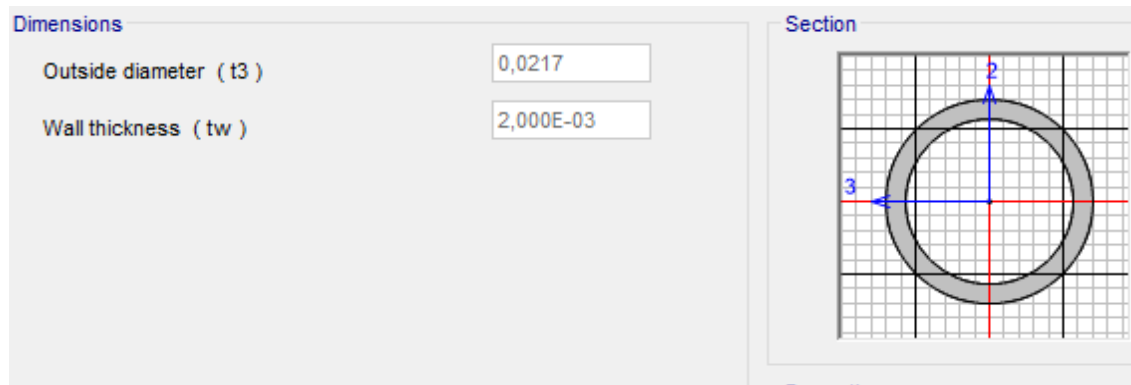 Dimensions
Outside diameter ( t3 )
0,0217
Wall thickness ( tw )
2,000E-03
Section
2
3